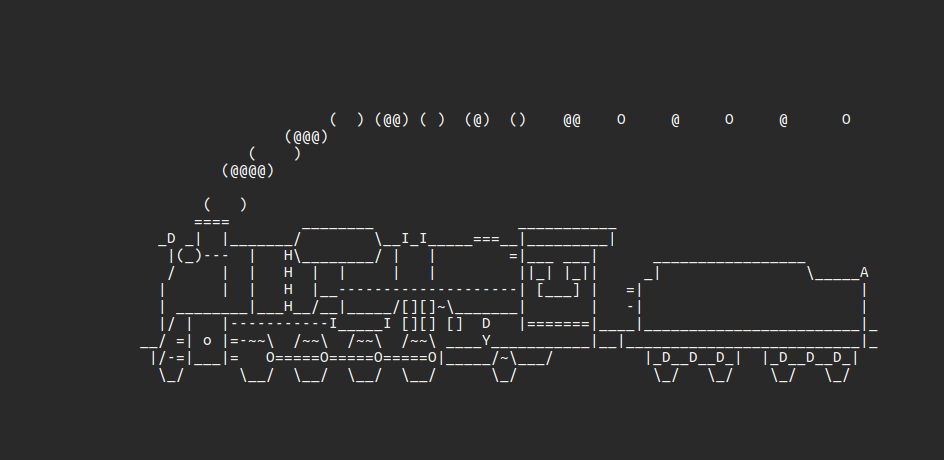 (  ) (@@) ( )  (@)  ()    @@    O     @     O     @      O
                (@@@)
            (    )
         (@@@@)

       (   )
      ====        ________                ___________
  _D _|  |_______/        \__I_I_____===__|_________|
   |(_)---  |   H\________/ |   |        =|___ ___|      _________________
   /     |  |   H  |  |     |   |         ||_| |_||     _|                \_____A
  |      |  |   H  |__--------------------| [___] |   =|                        |
  | ________|___H__/__|_____/[][]~\_______|       |   -|                        |
  |/ |   |-----------I_____I [][] []  D   |=======|____|________________________|_
__/ =| o |=-~~\  /~~\  /~~\  /~~\ ____Y___________|__|__________________________|_
 |/-=|___|=   O=====O=====O=====O|_____/~\___/          |_D__D__D_|  |_D__D__D_|
  \_/      \__/  \__/  \__/  \__/      \_/               \_/   \_/    \_/   \_/